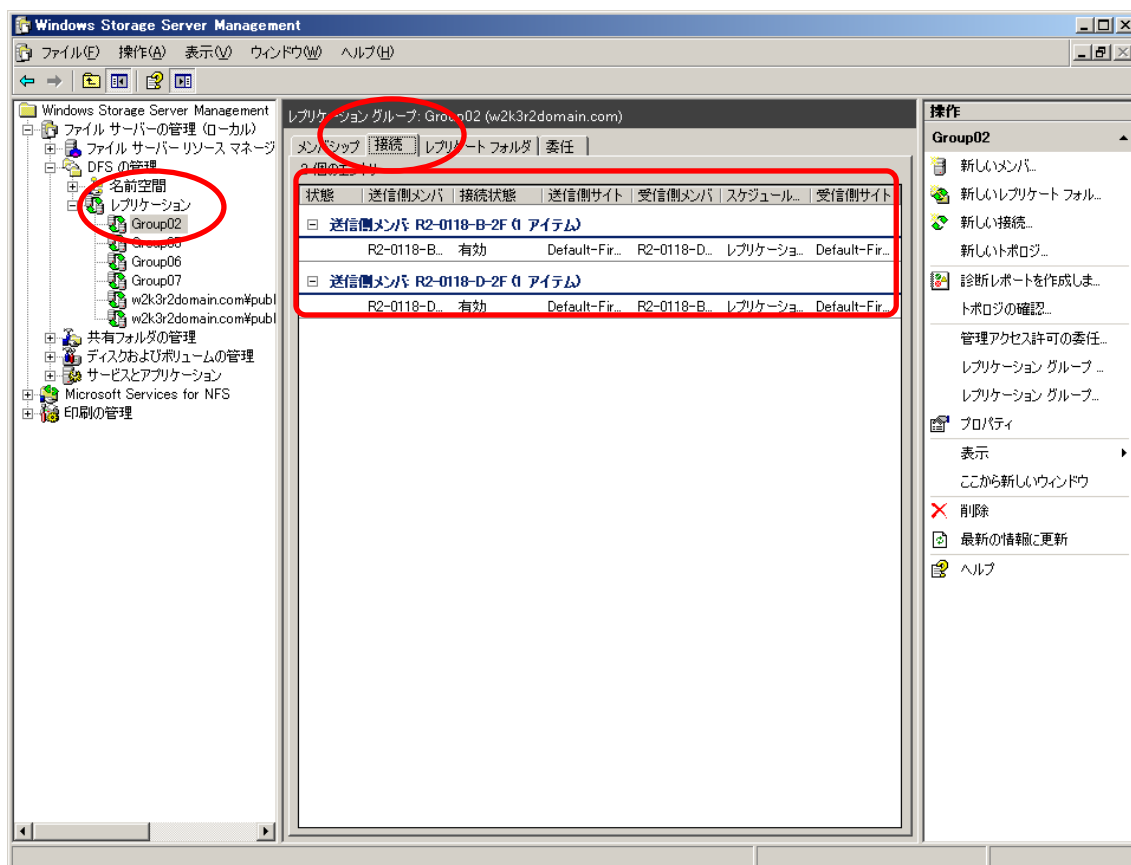 Windows Storage Server Management
ファイル(F) 操作(A) 表示(V) ウィンドウ(W) ヘルプ(H)
Windows Storage Server Management
ファイル サーバーの管理 (ローカル)
ファイル サーバー リソース マネージ
DFS の管理
名前空間
レプリケーション
Group02
Group06
Group07
w2k3r2domain.com¥publ
w2k3r2domain.com¥publ
共有フォルダの管理
ディスクおよびボリュームの管理
サービスとアプリケーション
Microsoft Services for NFS
印刷の管理
レプリケーション グループ: Group02 (w2k3r2domain.com)
メンバシップ 接続 レプリケート フォルダ 委任
2 個のエントリ
状態 送信側メンバ 接続状態 送信側サイト 受信側メンバ スケジュール... 受信側サイト
送信側メンバ: R2-0118-B-2F (1 アイテム)
R2-0118-B... 有効 Default-Fir... R2-0118-D... レプリケーショ... Default-Fir...
送信側メンバ: R2-0118-D-2F (1 アイテム)
R2-0118-D... 有効 Default-Fir... R2-0118-B... レプリケーショ... Default-Fir...
操作
Group02
新しいメンバ...
新しいレプリケート フォル...
新しい接続...
新しいトポロジ...
診断レポートを作成しま...
トポロジの確認...
管理アクセス許可の委任...
レプリケーション グループ ...
レプリケーション グループ...
プロパティ
表示
ここから新しいウィンドウ
削除
最新の情報に更新
ヘルプ